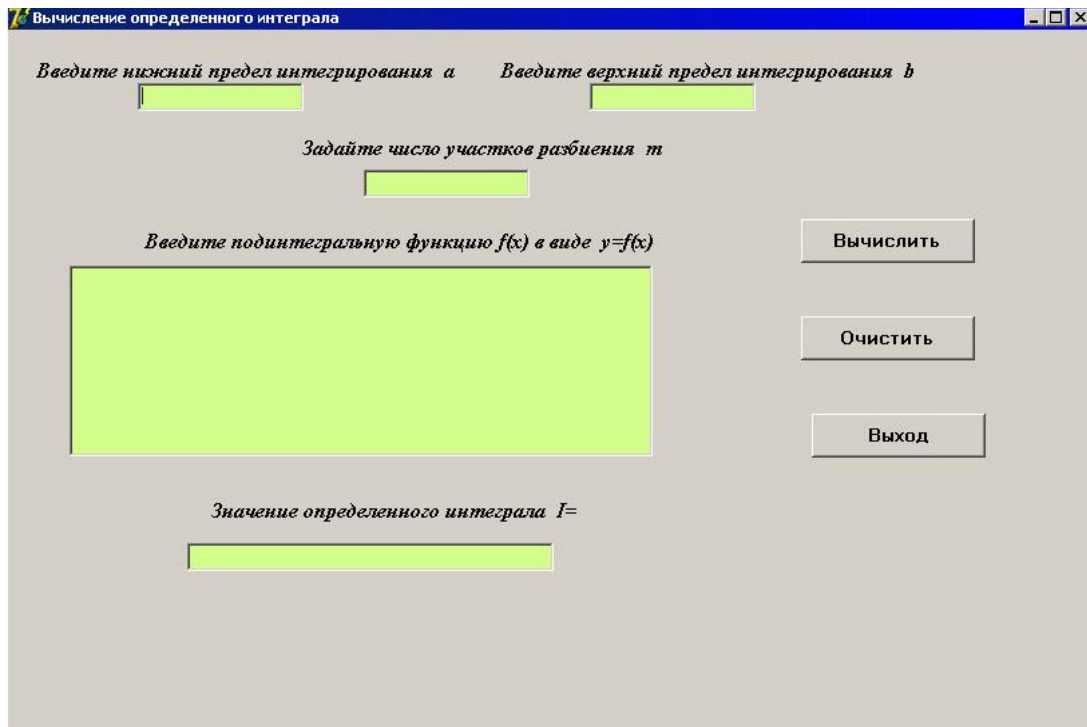 Вычисление определенного интеграла
Введите нижний предел интегрирования a
Введите верхний предел интегрирования b
Задайте число участков разбиения m
Введите подинтегральную функцию f(x) в виде y=f(x)
Вычислить
Очистить
Выход
Значение определенного интеграла I=